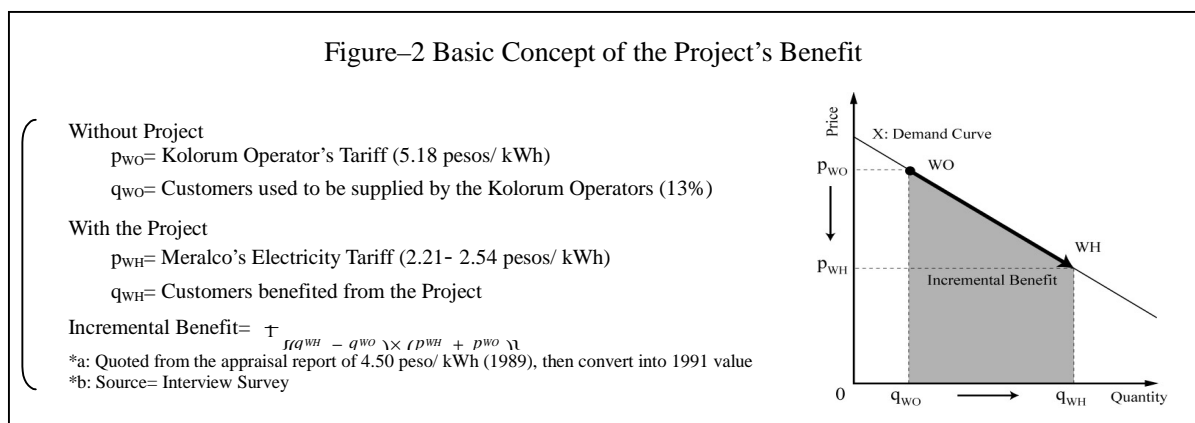 Figure–2 Basic Concept of the Project's Benefit
Without Project
pWO= Kolorum Operator's Tariff (5.18 pesos/ kWh)
qWO= Customers used to be supplied by the Kolorum Operators (13%)
With the Project
pWH= Meralco's Electricity Tariff (2.21- 2.54 pesos/ kWh)
qWH= Customers benefited from the Project
Incremental Benefit=
*a: Quoted from the appraisal report of 4.50 peso/ kWh (1989), then convert into 1991 value
*b: Source= Interview Survey
Price
X: Demand Curve
pWO
WO
WH
pWH
Incremental Benefit
0
qWO
qWH
Quantity